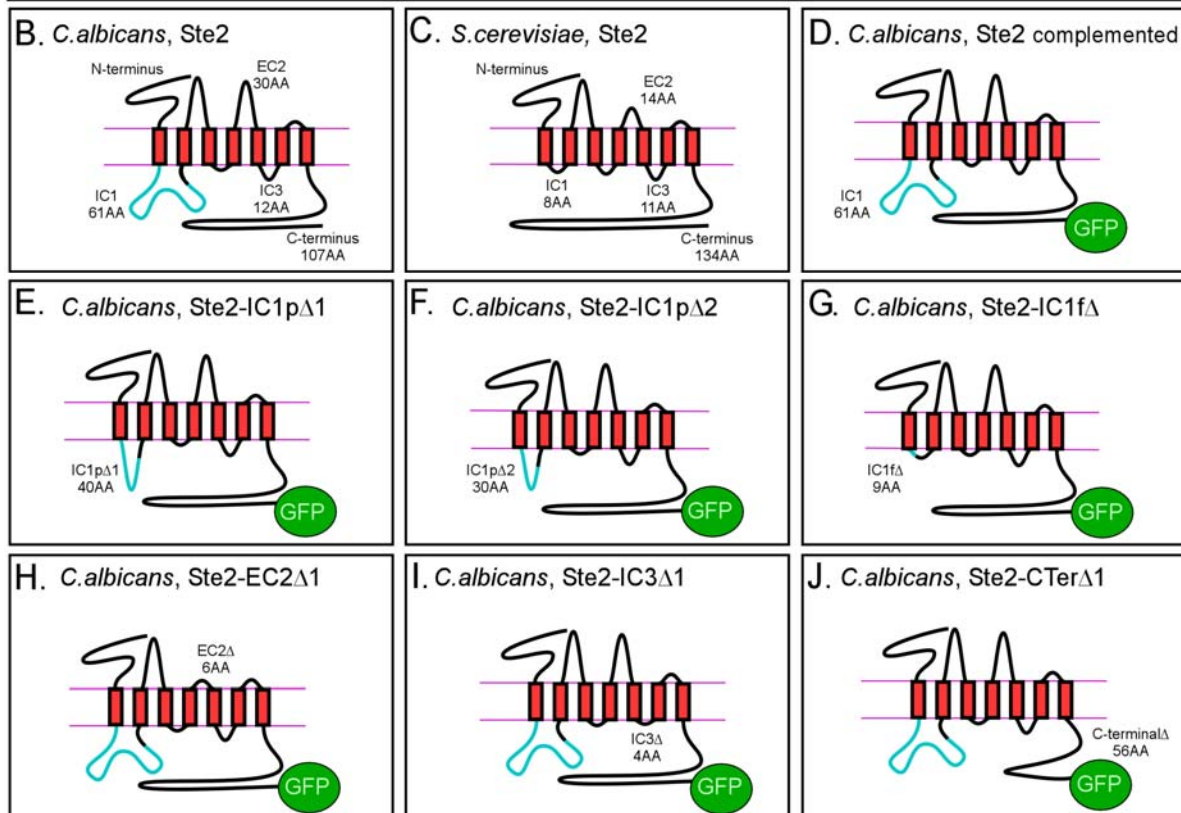 B. C.albicans, Ste2
N-terminus
EC2
30AA
IC1
61AA
IC3
12AA
C-terminus
107AA
C. S.cerevisiae, Ste2
N-terminus
EC2
14AA
IC1
8AA
IC3
11AA
C-terminus
134AA
D. C.albicans, Ste2 complemented
IC1
61AA
GFP
E. C.albicans, Ste2-IC1pΔ1
IC1pΔ1
40AA
GFP
F. C.albicans, Ste2-IC1pΔ2
IC1pΔ2
30AA
GFP
G. C.albicans, Ste2-IC1fΔ
IC1fΔ
9AA
GFP
H. C.albicans, Ste2-EC2Δ1
EC2Δ
6AA
GFP
I. C.albicans, Ste2-IC3Δ1
IC3Δ
4AA
GFP
J. C.albicans, Ste2-CTerΔ1
C-terminalΔ
56AA
GFP